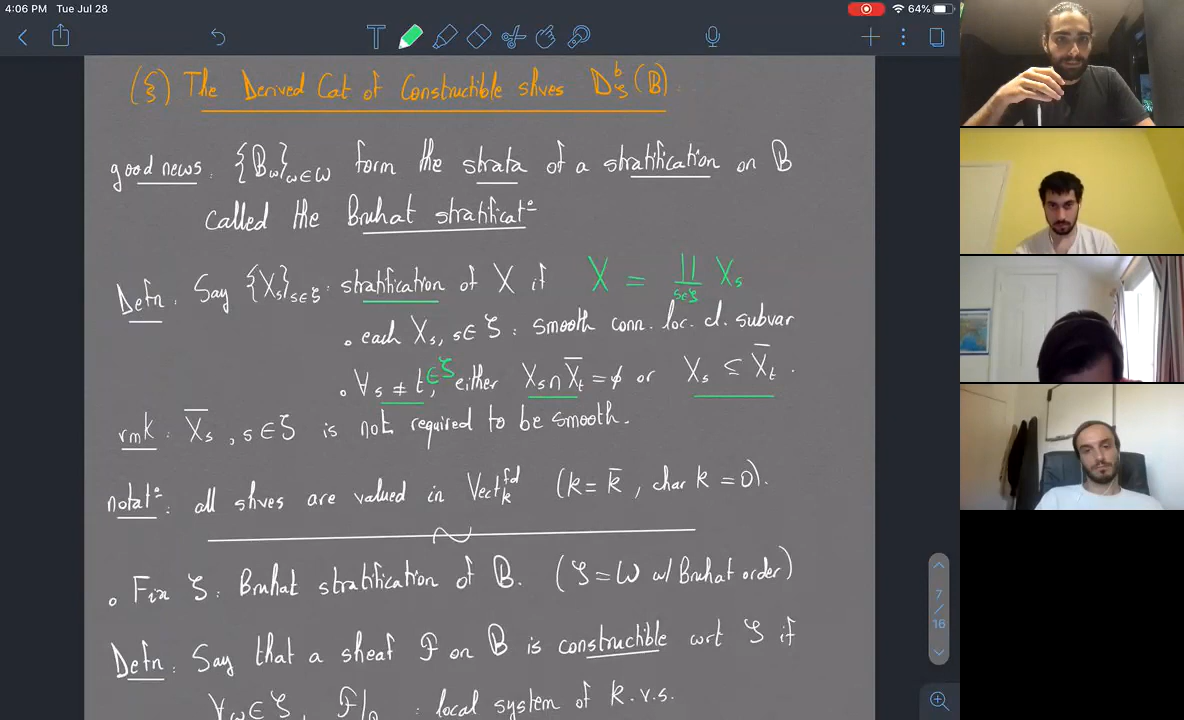 4:06 PM Tue Jul 28
64%
(ξ) The Derived Cat of Constructible shves D^b_ξ(B).
good news: {B_w}_{w∈W} form the strata of a stratification on B
called the Bruhat stratificat°
Defn: Say {X_s}_{s∈ξ}: stratification of X if X = ∐_{s∈ξ} X_s
• each X_s, s∈ξ: smooth conn. loc. cl. subvar
• ∀s ≠ t ∈ξ, either X_s ∩ X̄_t = ϕ or X_s ⊆ X̄_t.
rmk: X̄_s, s∈ξ is not required to be smooth.
notat°: all shves are valued in Vect_k^{fd} (k = k̄, char k = 0).
• Fix ξ: Bruhat stratification of B. (ξ = W w/ Bruhat order)
Defn: Say that a sheaf F on B is constructible wrt ξ if
∀w∈ξ, F| : local system of k.v.s.
7
/
16